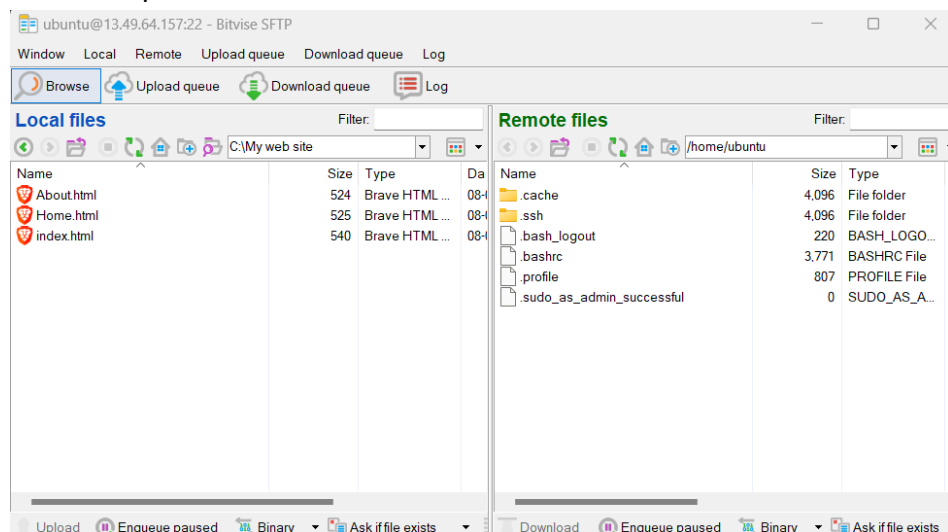 ubuntu@13.49.64.157:22 - Bitvise SFTP
Window Local Remote Upload queue Download queue Log
Browse Upload queue Download queue Log
Local files Filter:
C:\My web site
Name Size Type Da
About.html 524 Brave HTML ... 08-
Home.html 525 Brave HTML ... 08-
index.html 540 Brave HTML ... 08-
Upload Enqueue paused Binary Ask if file exists
Remote files Filter:
/home/ubuntu
Name Size Type
.cache 4,096 File folder
.ssh 4,096 File folder
.bash_logout 220 BASH_LOGO...
.bashrc 3,771 BASHRC File
.profile 807 PROFILE File
.sudo_as_admin_successful 0 SUDO_AS_A...
Download Enqueue paused Binary Ask if file exists